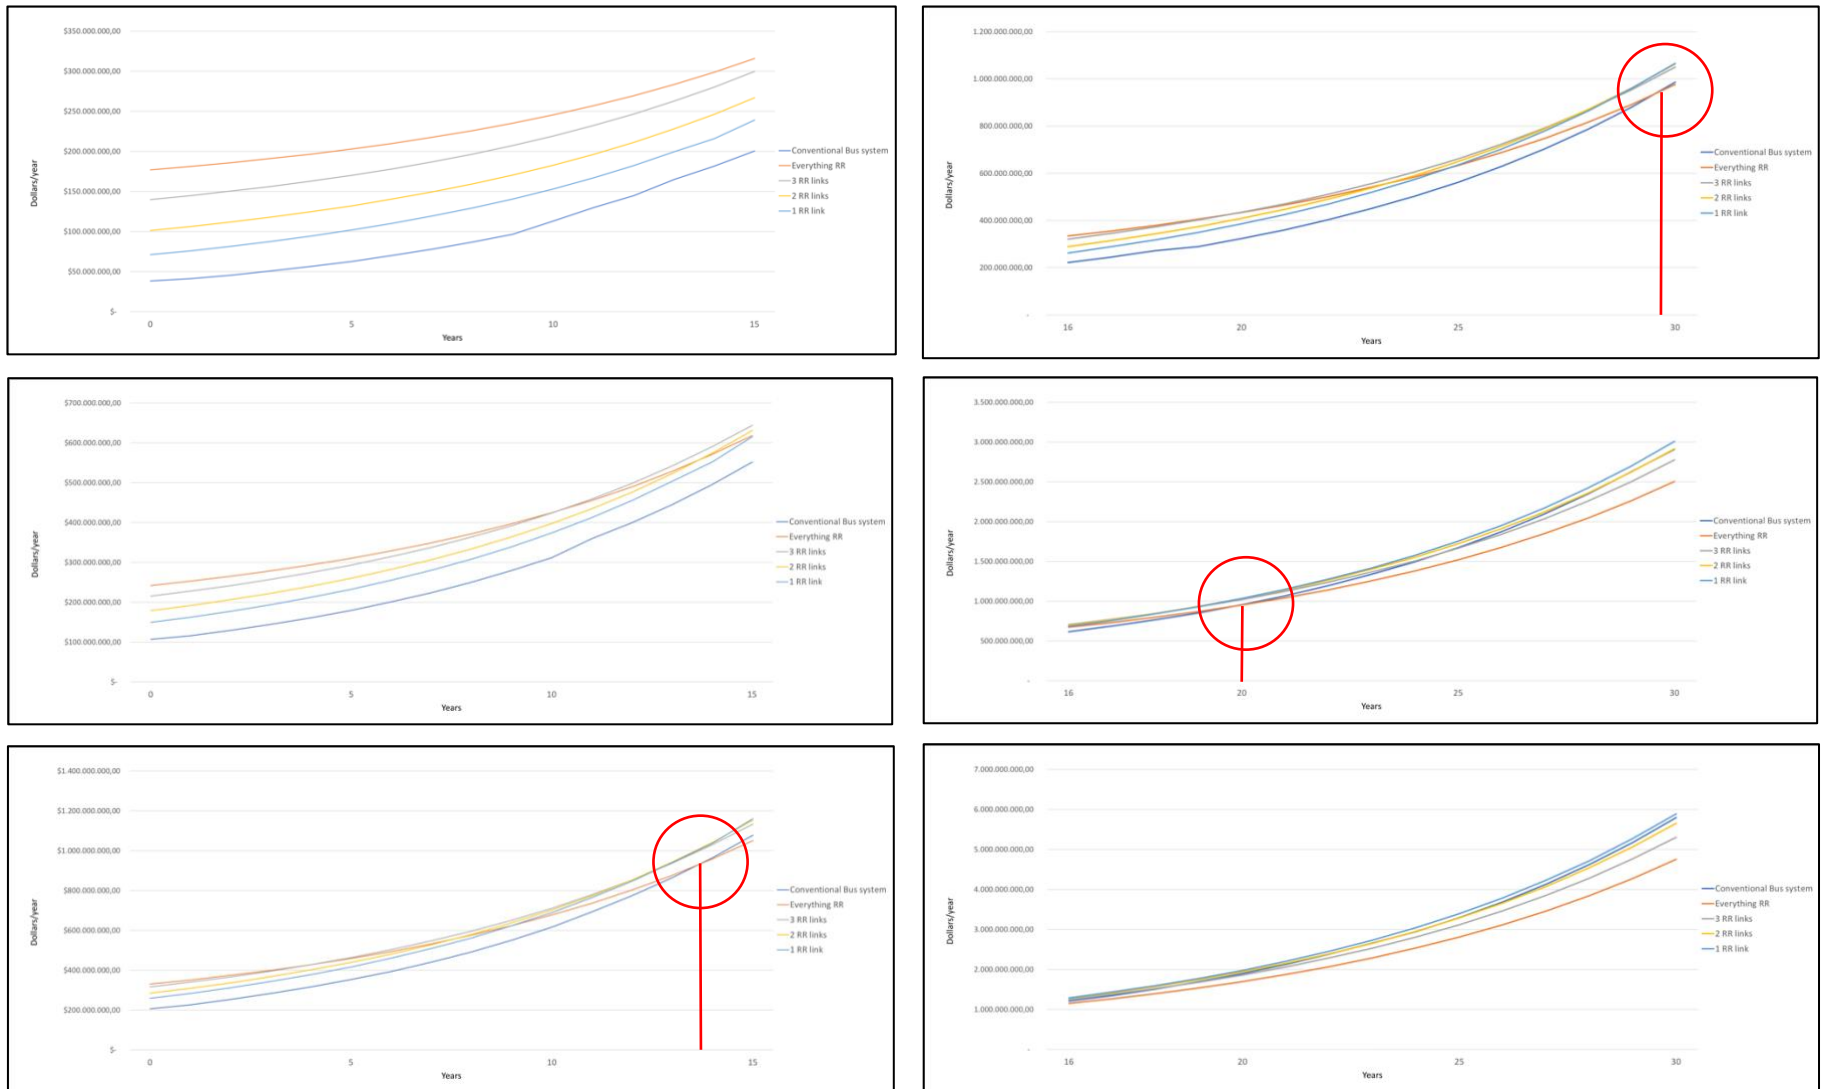 $350.000.000,00
$300.000.000,00
$250.000.000,00
$200.000.000,00
$150.000.000,00
$100.000.000,00
$50.000.000,00
$-
Dollars/year
0 5 10 15
Years
Conventional Bus system
Everything RR
3 RR links
2 RR links
1 RR link
1.200.000.000,00
1.000.000.000,00
800.000.000,00
600.000.000,00
400.000.000,00
200.000.000,00
-
Dollars/year
16 20 25 30
Years
Conventional Bus system
Everything RR
3 RR links
2 RR links
1 RR link
$700.000.000,00
$600.000.000,00
$500.000.000,00
$400.000.000,00
$300.000.000,00
$200.000.000,00
$100.000.000,00
$-
Dollars/year
0 5 10 15
Years
Conventional Bus system
Everything RR
3 RR links
2 RR links
1 RR link
3.500.000.000,00
3.000.000.000,00
2.500.000.000,00
2.000.000.000,00
1.500.000.000,00
1.000.000.000,00
500.000.000,00
-
Dollars/year
16 20 25 30
Years
Conventional Bus system
Everything RR
3 RR links
2 RR links
1 RR link
$1.400.000.000,00
$1.200.000.000,00
$1.000.000.000,00
$800.000.000,00
$600.000.000,00
$400.000.000,00
$200.000.000,00
$-
Dollars/year
0 5 10 15
Years
Conventional Bus system
Everything RR
3 RR links
2 RR links
1 RR link
7.000.000.000,00
6.000.000.000,00
5.000.000.000,00
4.000.000.000,00
3.000.000.000,00
2.000.000.000,00
1.000.000.000,00
-
Dollars/year
16 20 25 30
Years
Conventional Bus system
Everything RR
3 RR links
2 RR links
1 RR link